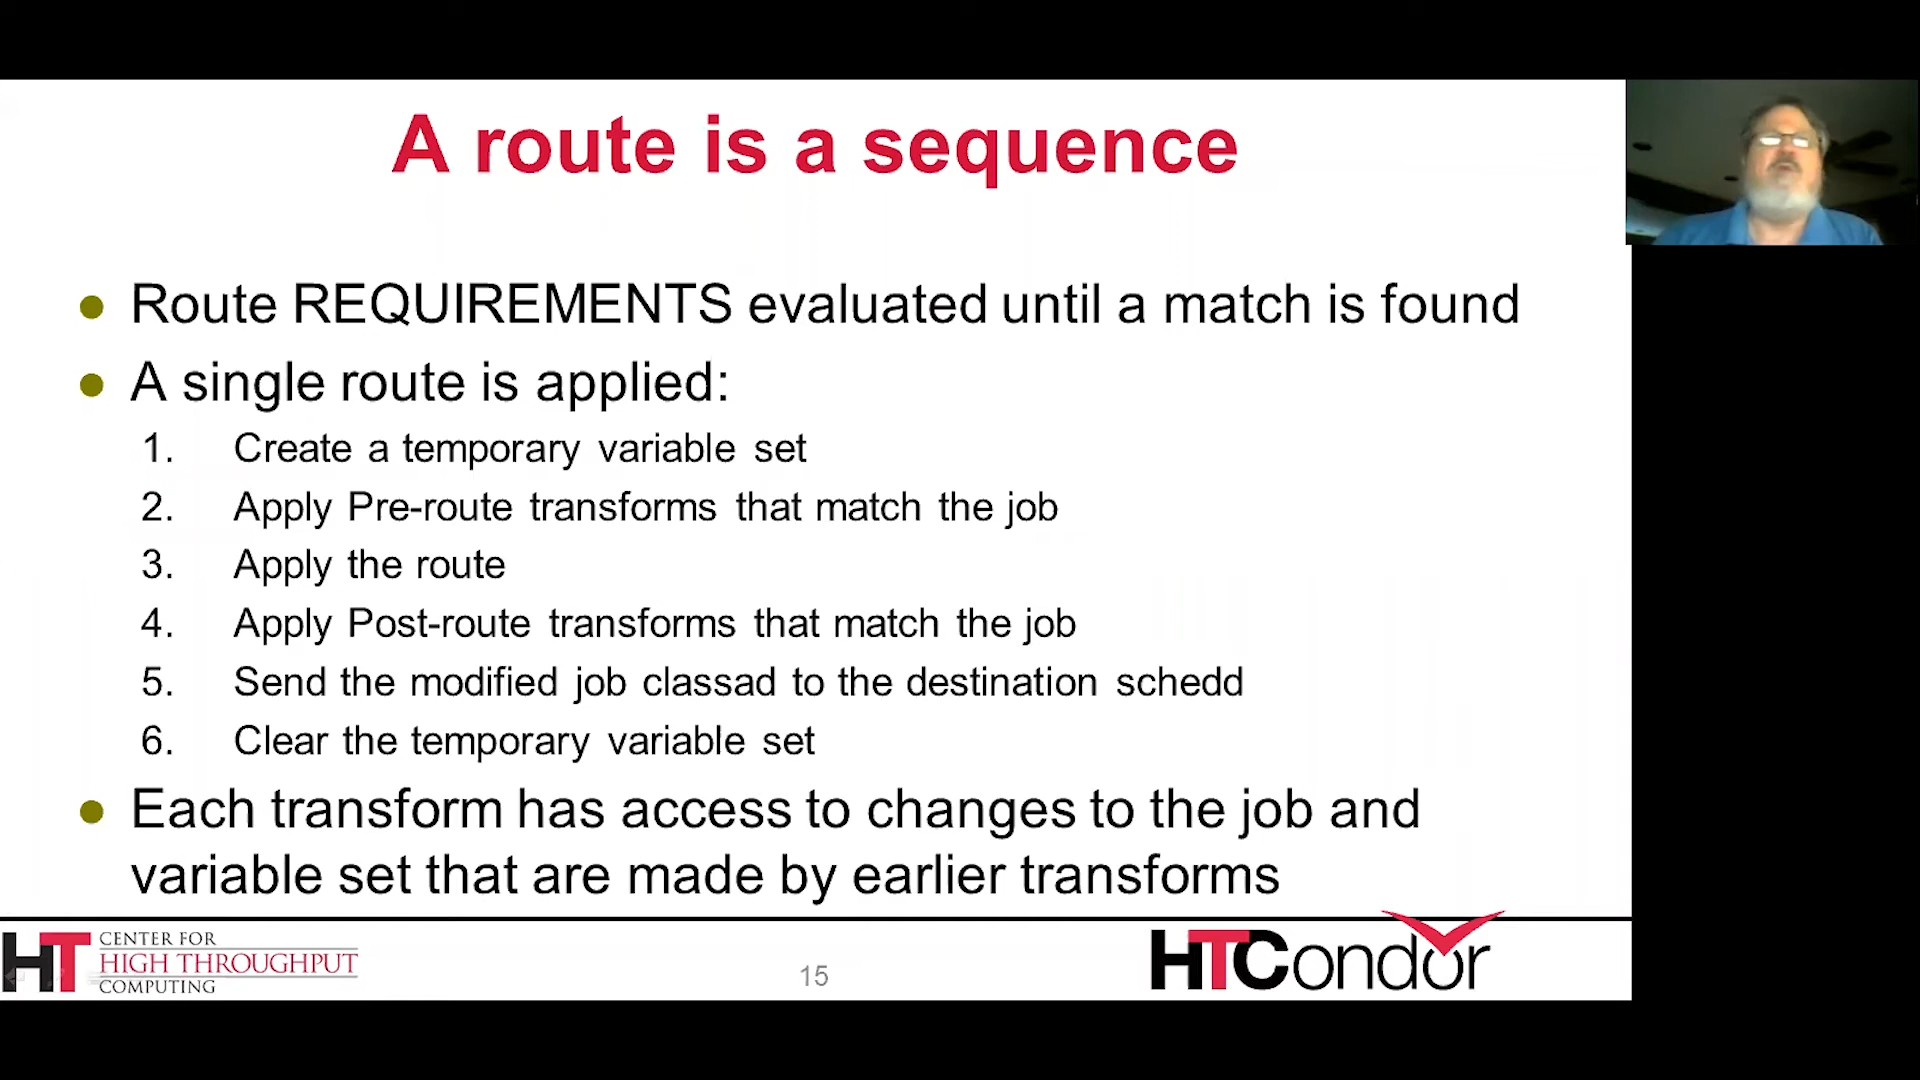 A route is a sequence
● Route REQUIREMENTS evaluated until a match is found
● A single route is applied:
1. Create a temporary variable set
2. Apply Pre-route transforms that match the job
3. Apply the route
4. Apply Post-route transforms that match the job
5. Send the modified job classad to the destination schedd
6. Clear the temporary variable set
● Each transform has access to changes to the job and
variable set that are made by earlier transforms
HT CENTER FOR
HIGH THROUGHPUT
COMPUTING
15
HTCondor